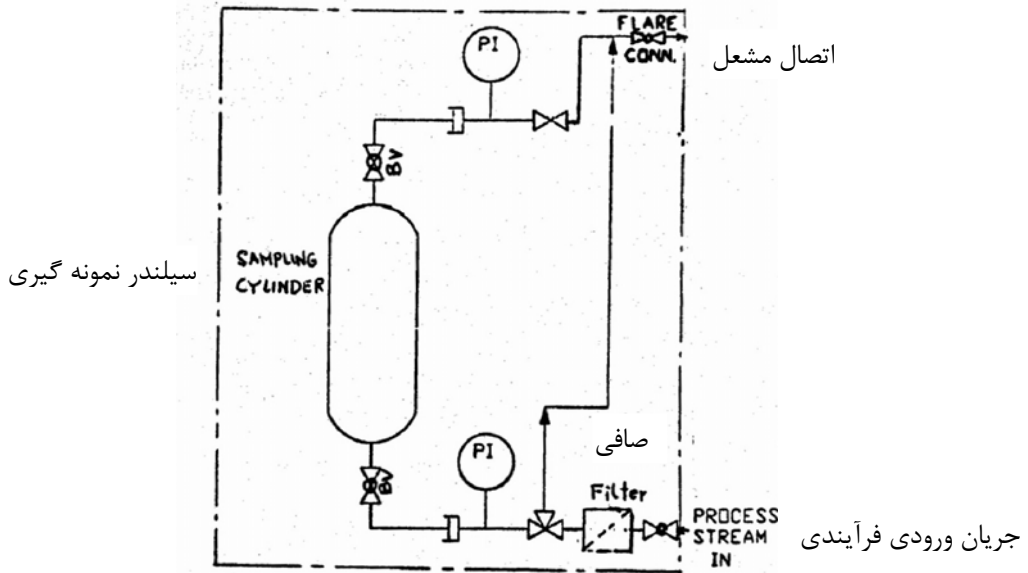 FLARE
CONN.
اتصال مشعل
PI
BV
SAMPLING
CYLINDER
سیلندر نمونه گیری
PI
BV
صافی
Filter
PROCESS
STREAM
IN
جریان ورودی فرآیندی